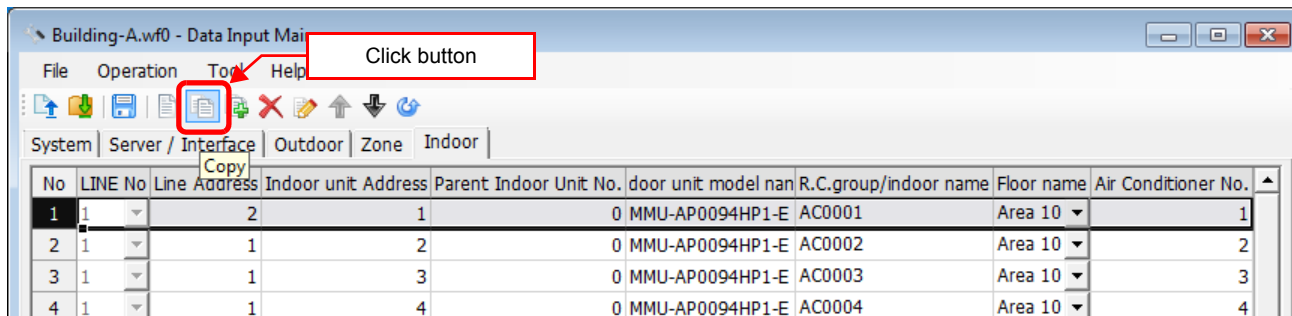 Building-A.wf0 - Data Input Mai
Click button
File Operation Tool Help
System Server / Interface Outdoor Zone Indoor
Copy
No LINE No Line Address Indoor unit Address Parent Indoor Unit No. door unit model nan R.C.group/indoor name Floor name Air Conditioner No.
1 1 2 1 0 MMU-AP0094HP1-E AC0001 Area 10 1
2 1 1 2 0 MMU-AP0094HP1-E AC0002 Area 10 2
3 1 1 3 0 MMU-AP0094HP1-E AC0003 Area 10 3
4 1 1 4 0 MMU-AP0094HP1-E AC0004 Area 10 4